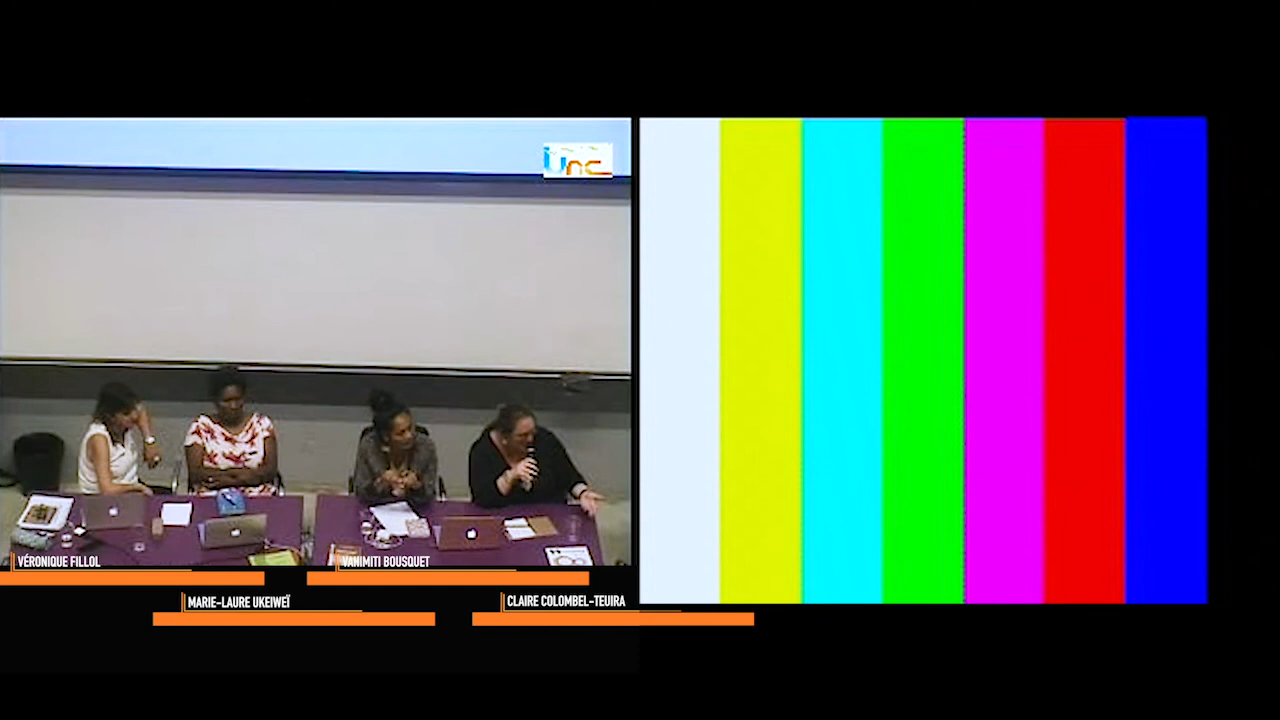 Unc
VÉRONIQUE FILLOL
VANIMITI BOUSQUET
MARIE-LAURE UKEIWEÏ
CLAIRE COLOMBEL-TEUIRA